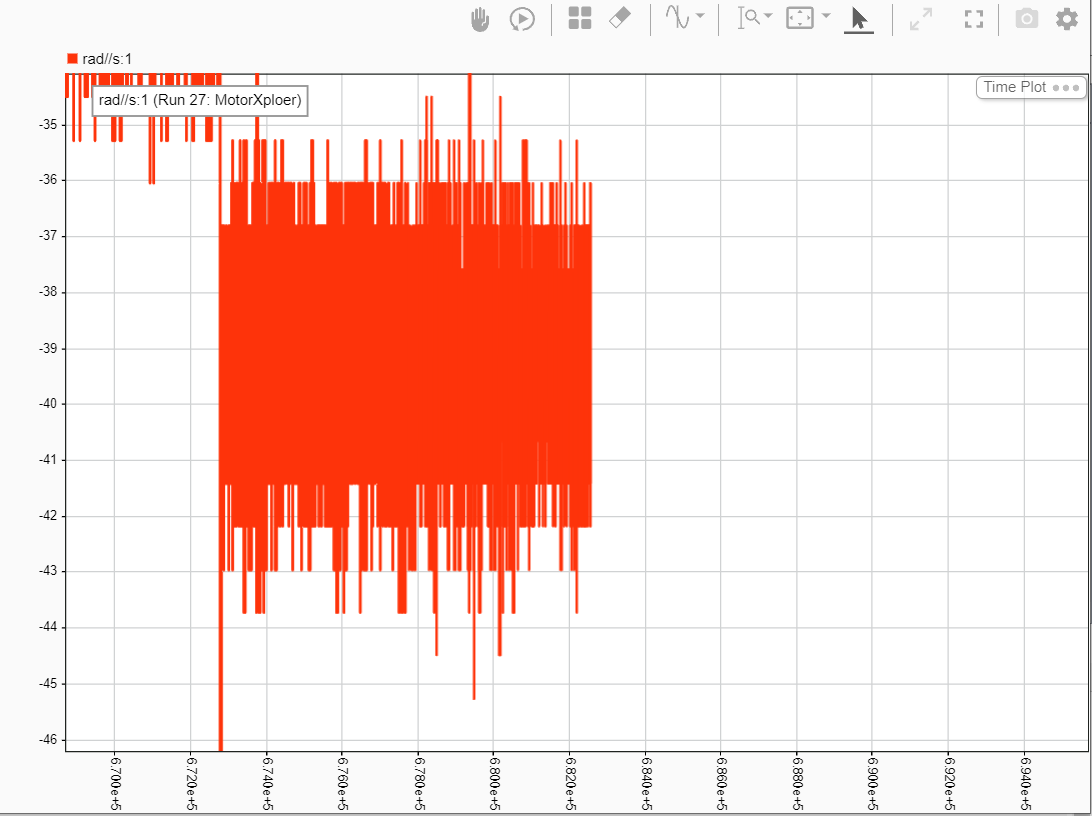 rad//s:1
rad//s:1 (Run 27: MotorXploer)
Time Plot
-35
-36
-37
-38
-39
-40
-41
-42
-43
-44
-45
-46
6.700e+5
6.720e+5
6.740e+5
6.760e+5
6.780e+5
6.800e+5
6.820e+5
6.840e+5
6.860e+5
6.880e+5
6.900e+5
6.920e+5
6.940e+5